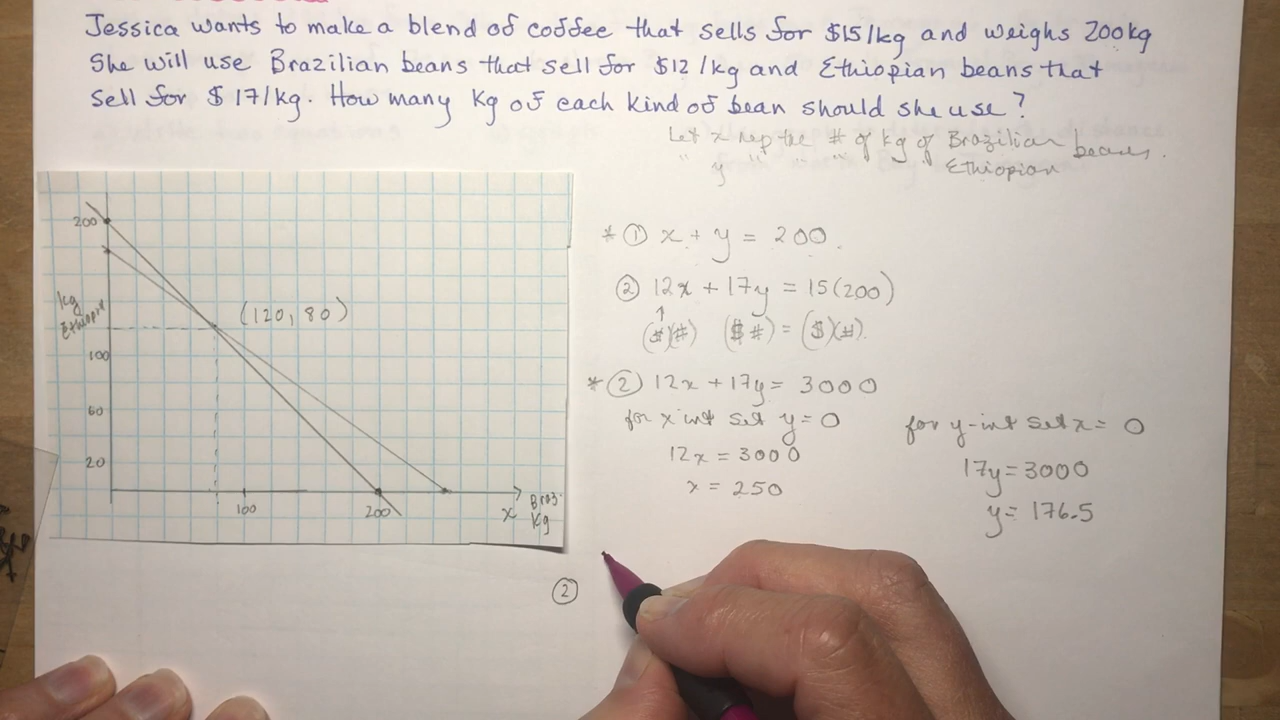 Jessica wants to make a blend of coffee that sells for $15/kg and weighs 200kg
She will use Brazilian beans that sell for $12/kg and Ethiopian beans that
sell for $17/kg. How many kg of each kind of bean should she use?
Let x rep the # of kg of Brazilian beans.
" y " " " " Ethiopian
200
kg
Ethiopn
(120, 80)
100
60
20
100
200
x
Braz.
kg
* ① x + y = 200.
② 12x + 17y = 15(200)
↑
($)(#) ($ #) = ($)(#).
* ② 12x + 17y = 3000
for x int set y = 0
12x = 3000
x = 250
for y-int set x = 0
17y = 3000
y = 176.5
②